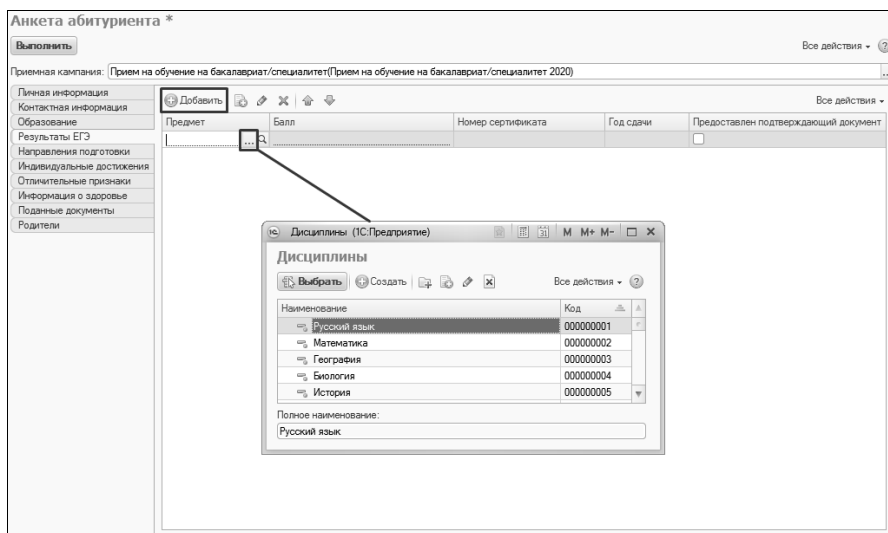 Анкета абитуриента *
Выполнить
Все действия
Приемная кампания: Прием на обучение на бакалавриат/специалитет(Прием на обучение на бакалавриат/специалитет 2020) ...
Личная информация
Контактная информация
Образование
Результаты ЕГЭ
Направления подготовки
Индивидуальные достижения
Отличительные признаки
Информация о здоровье
Поданные документы
Родители
Добавить
Все действия
Предмет Балл Номер сертификата Год сдачи Предоставлен подтверждающий документ
...
Дисциплины (1С:Предприятие) 31 M M+ M-
Дисциплины
Выбрать Создать Все действия ?
Наименование Код
Русский язык 000000001
Математика 000000002
География 000000003
Биология 000000004
История 000000005
Полное наименование:
Русский язык